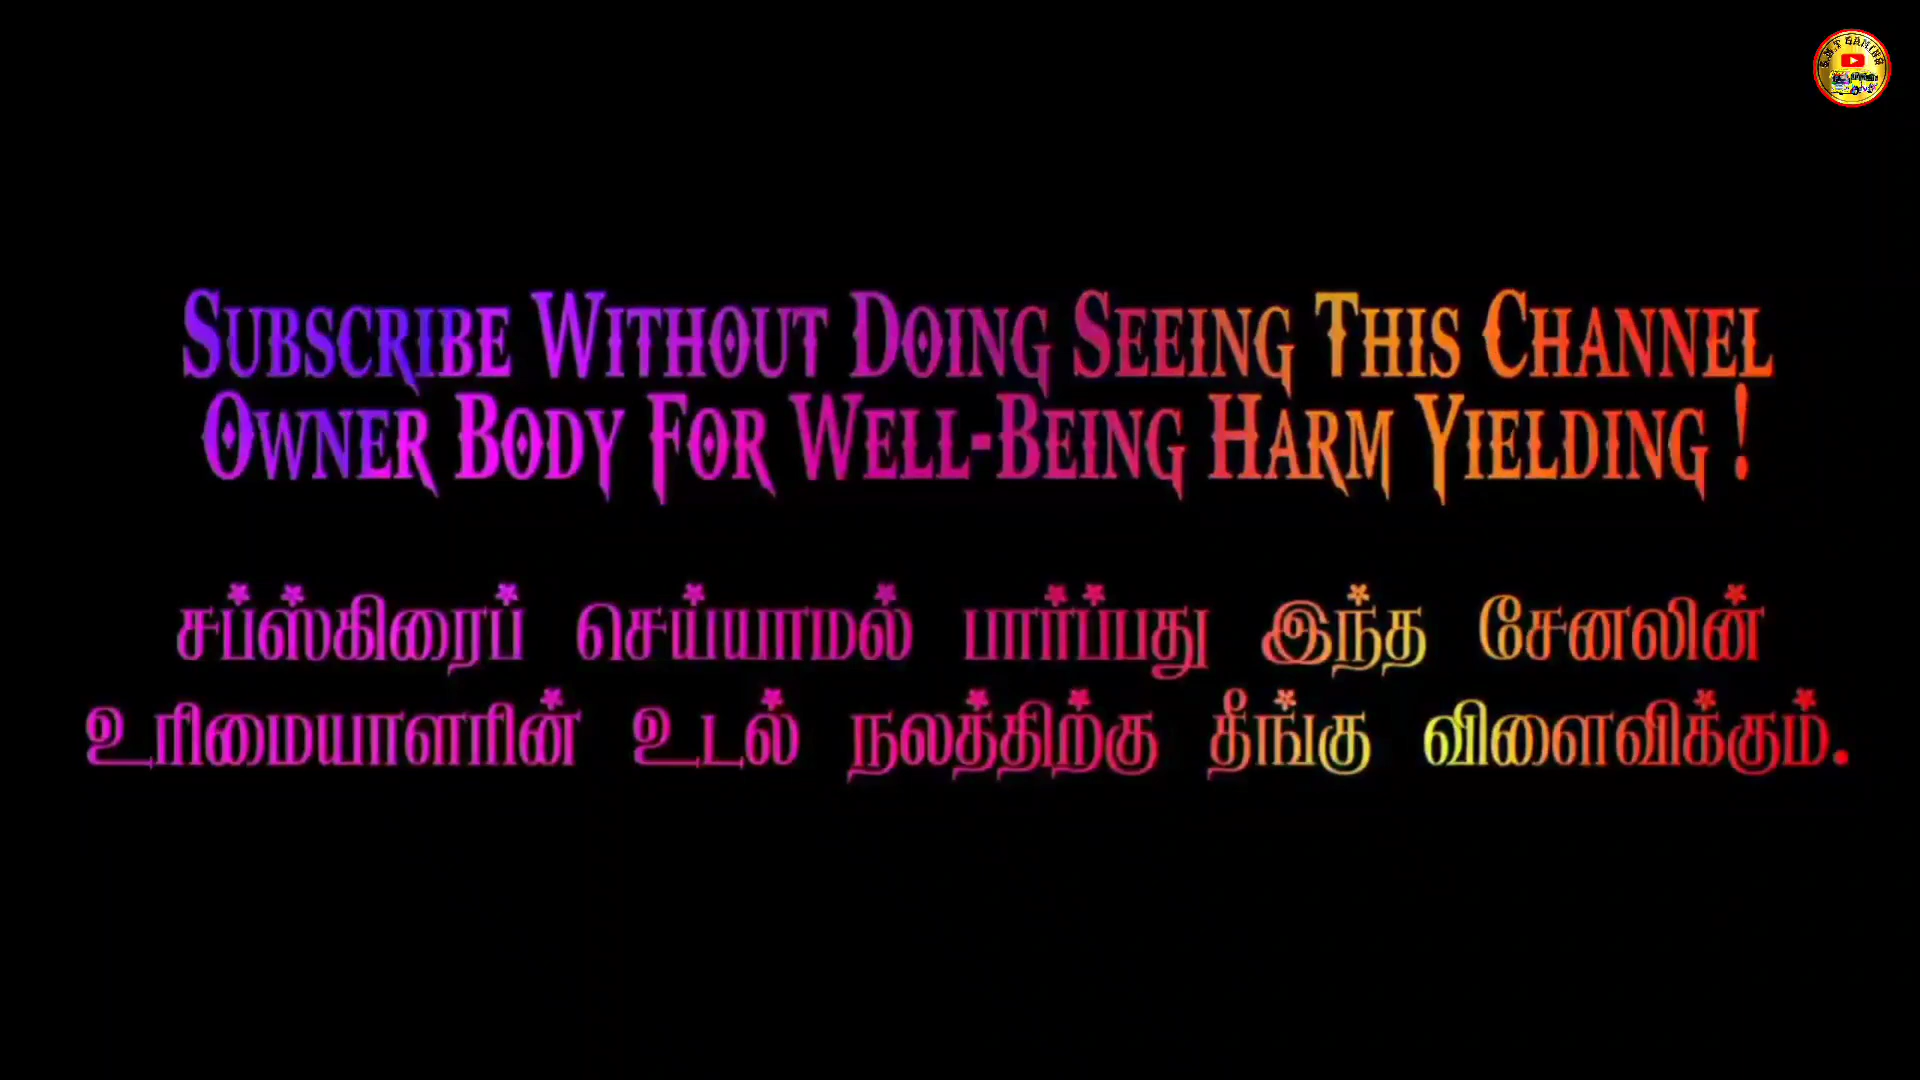 SUBSCRIBE WITHOUT DOING SEEING THIS CHANNEL
OWNER BODY FOR WELL-BEING HARM YIELDING !
சப்ஸ்கிரைப் செய்யாமல் பார்ப்பது இந்த சேனலின்
உரிமையாளரின் உடல் நலத்திற்கு தீங்கு விளைவிக்கும்.